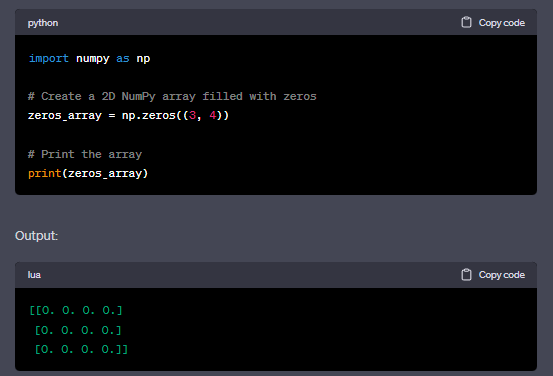 python Copy code
import numpy as np
# Create a 2D NumPy array filled with zeros
zeros_array = np.zeros((3, 4))
# Print the array
print(zeros_array)
Output:
lua Copy code
[[0. 0. 0. 0.]
 [0. 0. 0. 0.]
 [0. 0. 0. 0.]]